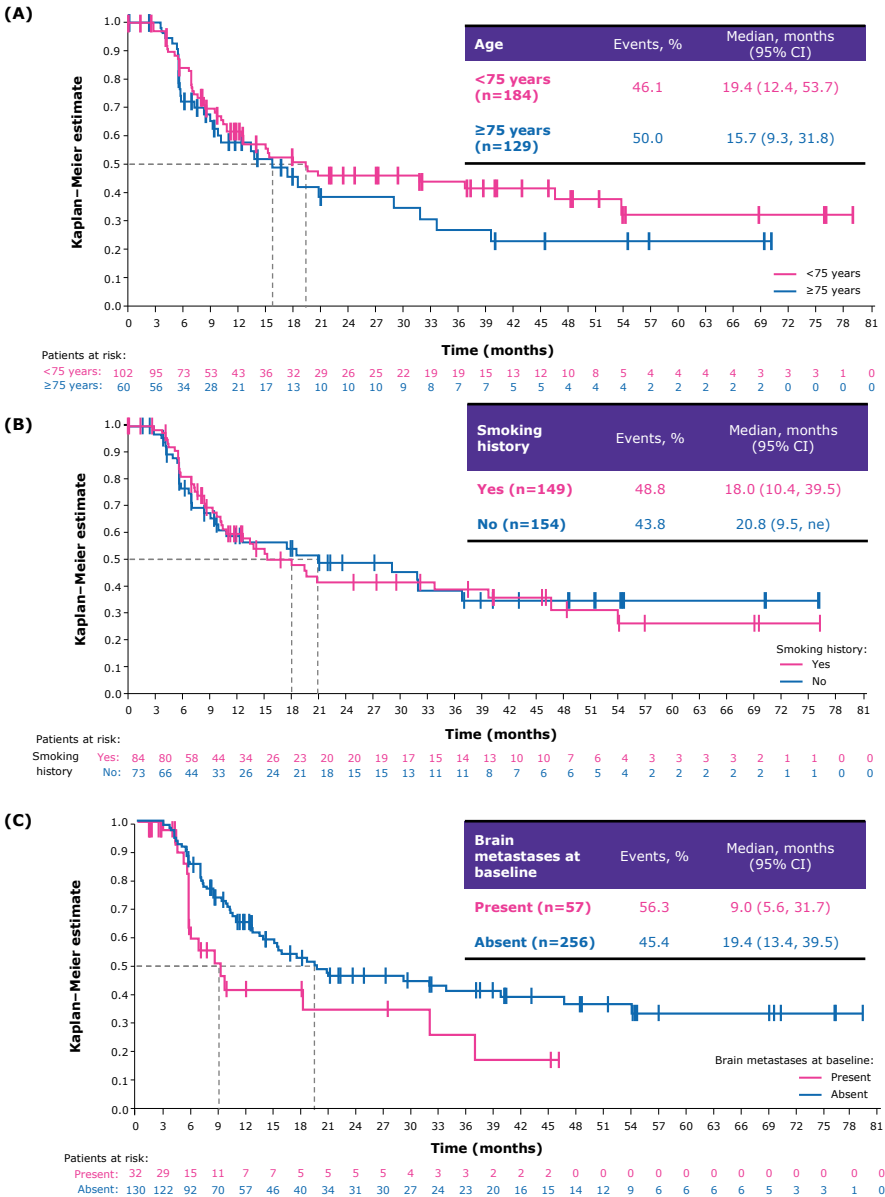 (A)
Kaplan−Meier estimate
1.0
0.9
0.8
0.7
0.6
0.5
0.4
0.3
0.2
0.1
0.0
Age Events, % Median, months (95% CI)
<75 years (n=184) 46.1 19.4 (12.4, 53.7)
≥75 years (n=129) 50.0 15.7 (9.3, 31.8)
<75 years
≥75 years
0 3 6 9 12 15 18 21 24 27 30 33 36 39 42 45 48 51 54 57 60 63 66 69 72 75 78 81
Time (months)
Patients at risk:
<75 years: 102 95 73 53 43 36 32 29 26 25 22 19 19 15 13 12 10 8 5 4 4 4 4 3 3 3 1 0
≥75 years: 60 56 34 28 21 17 13 10 10 10 9 8 7 7 5 5 4 4 4 2 2 2 2 2 0 0 0 0
(B)
Kaplan−Meier estimate
1.0
0.9
0.8
0.7
0.6
0.5
0.4
0.3
0.2
0.1
0.0
Smoking history Events, % Median, months (95% CI)
Yes (n=149) 48.8 18.0 (10.4, 39.5)
No (n=154) 43.8 20.8 (9.5, ne)
Smoking history:
Yes
No
0 3 6 9 12 15 18 21 24 27 30 33 36 39 42 45 48 51 54 57 60 63 66 69 72 75 78 81
Time (months)
Patients at risk:
Smoking history
Yes: 84 80 58 44 34 26 23 20 20 19 17 15 14 13 10 10 7 6 4 3 3 3 3 2 1 1 0 0
No: 73 66 44 33 26 24 21 18 15 15 13 11 11 8 7 6 6 5 4 2 2 2 2 2 1 1 0 0
(C)
Kaplan−Meier estimate
1.0
0.9
0.8
0.7
0.6
0.5
0.4
0.3
0.2
0.1
0.0
Brain metastases at baseline Events, % Median, months (95% CI)
Present (n=57) 56.3 9.0 (5.6, 31.7)
Absent (n=256) 45.4 19.4 (13.4, 39.5)
Brain metastases at baseline:
Present
Absent
0 3 6 9 12 15 18 21 24 27 30 33 36 39 42 45 48 51 54 57 60 63 66 69 72 75 78 81
Time (months)
Patients at risk:
Present: 32 29 15 11 7 7 5 5 5 5 4 3 3 2 2 2 0 0 0 0 0 0 0 0 0 0 0 0
Absent: 130 122 92 70 57 46 40 34 31 30 27 24 23 20 16 15 14 12 9 6 6 6 6 5 3 3 1 0